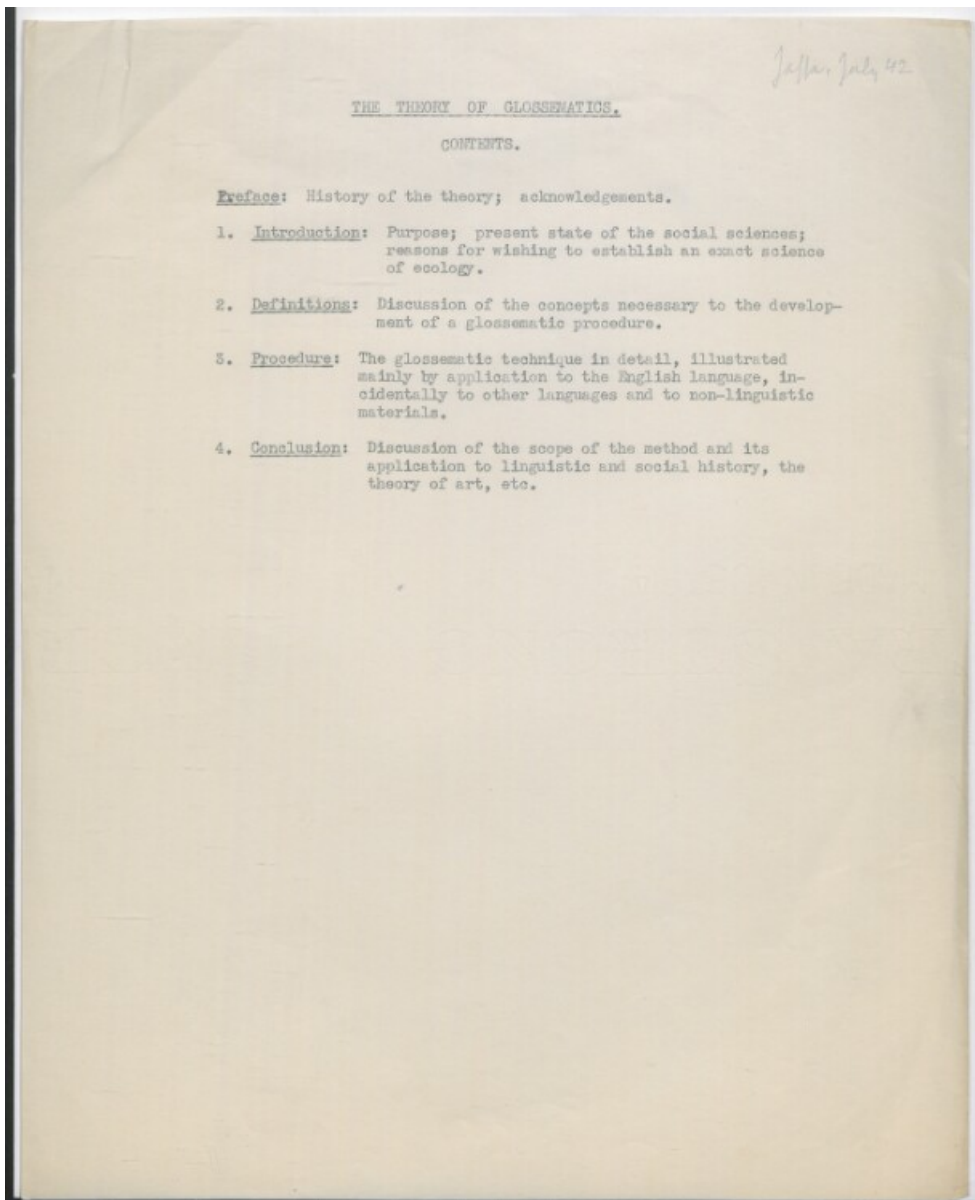 Jaffa, July 42
THE THEORY OF GLOSSEMATICS.
CONTENTS.
Preface: History of the theory; acknowledgements.
1. Introduction: Purpose; present state of the social sciences;
reasons for wishing to establish an exact science
of ecology.
2. Definitions: Discussion of the concepts necessary to the develop-
ment of a glossematic procedure.
3. Procedure: The glossematic technique in detail, illustrated
mainly by application to the English language, in-
cidentally to other languages and to non-linguistic
materials.
4. Conclusion: Discussion of the scope of the method and its
application to linguistic and social history, the
theory of art, etc.